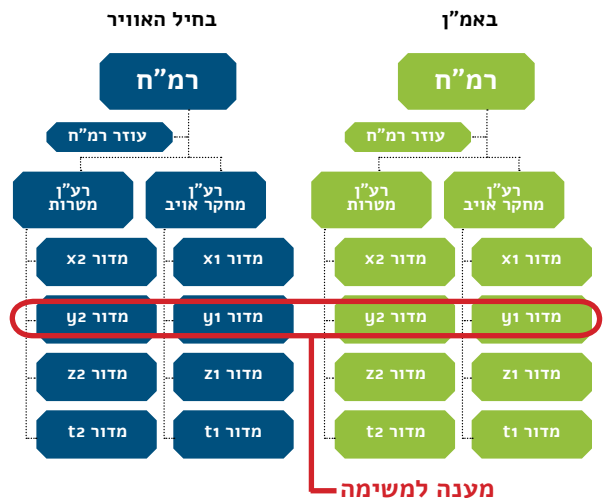 באמ"ן
רמ"ח
עוזר רמ"ח
רע"ן
מחקר אויב
רע"ן
מטרות
מדור x1
מדור x2
מדור y1
מדור y2
מדור z1
מדור z2
מדור t1
מדור t2
בחיל האוויר
רמ"ח
עוזר רמ"ח
רע"ן
מחקר אויב
רע"ן
מטרות
מדור x1
מדור x2
מדור y1
מדור y2
מדור z1
מדור z2
מדור t1
מדור t2
מענה למשימה